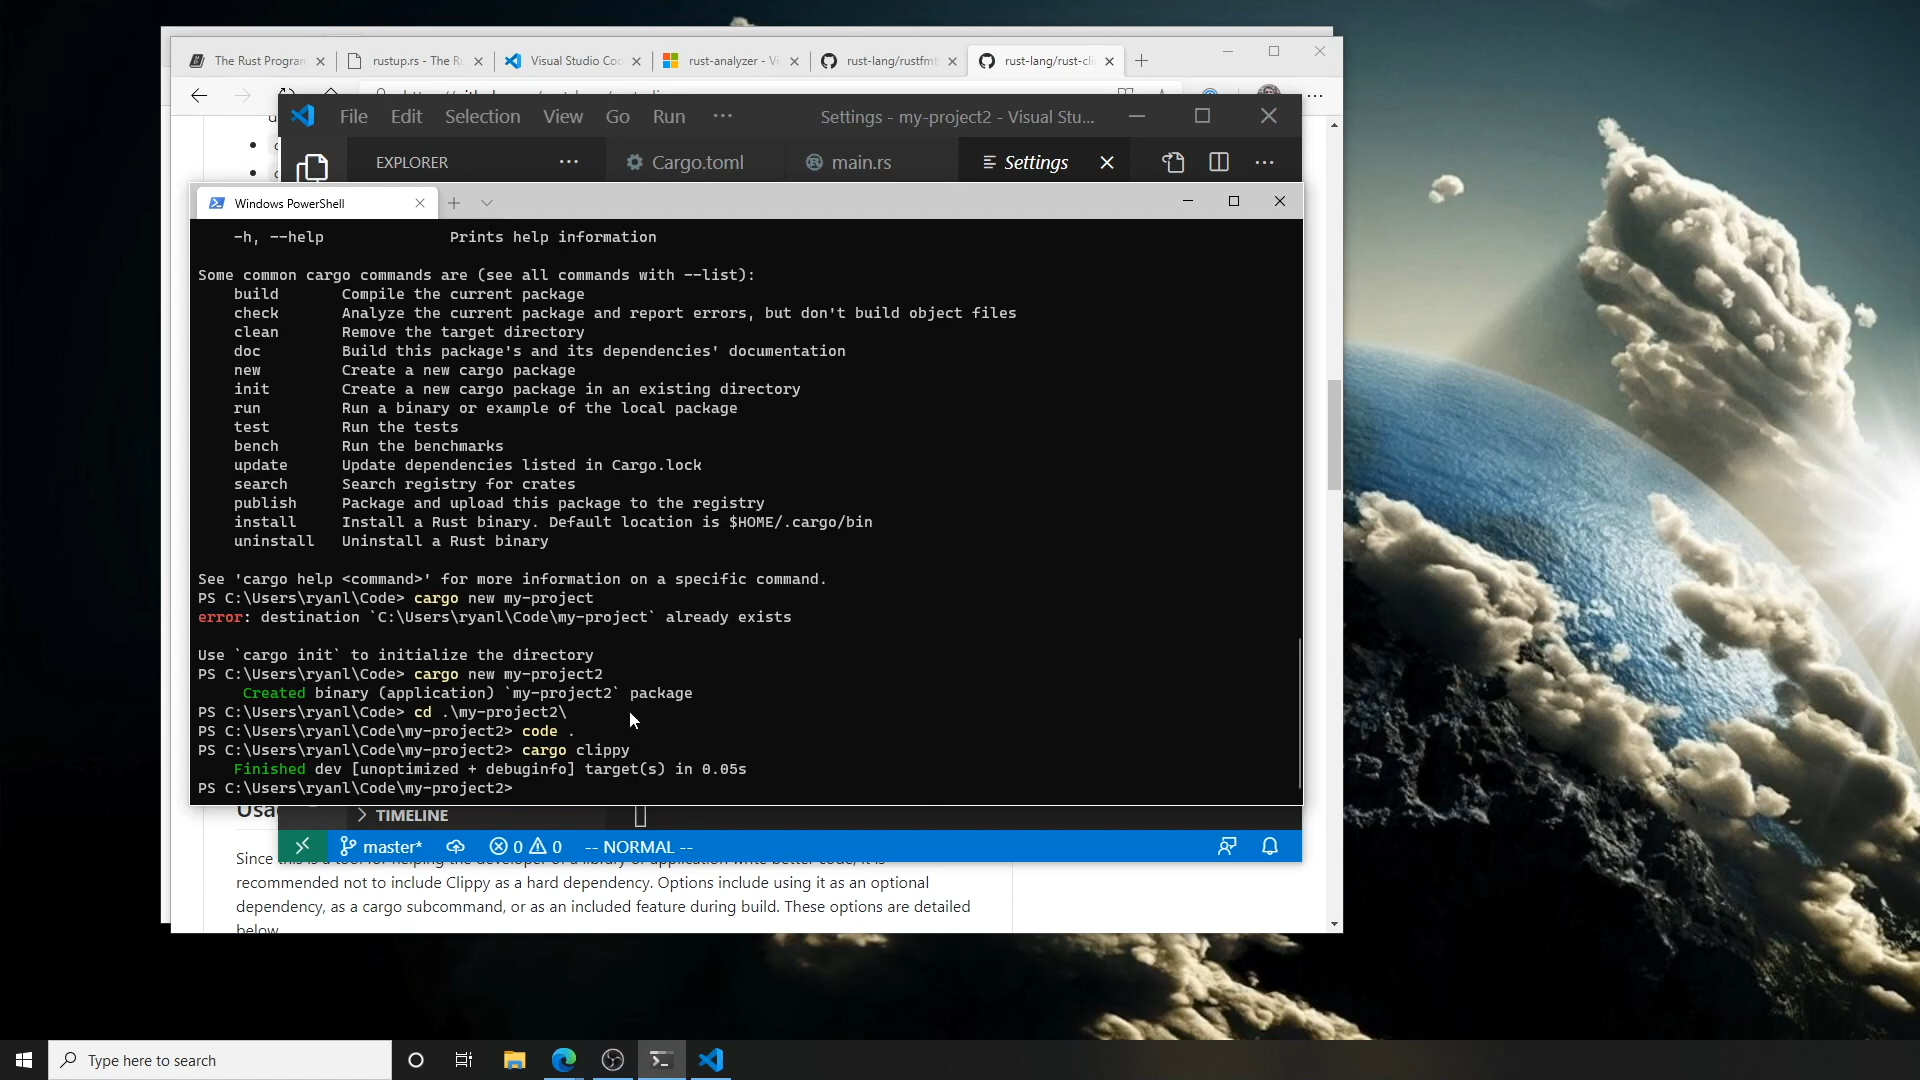 The Rust Program
rustup.rs - The Ru
Visual Studio Cod
rust-analyzer - Vi
rust-lang/rustfmt
rust-lang/rust-cli
File Edit Selection View Go Run ···
Settings - my-project2 - Visual Stu...
EXPLORER ···
Cargo.toml
main.rs
Settings
Windows PowerShell
-h, --help Prints help information
Some common cargo commands are (see all commands with --list):
build Compile the current package
check Analyze the current package and report errors, but don't build object files
clean Remove the target directory
doc Build this package's and its dependencies' documentation
new Create a new cargo package
init Create a new cargo package in an existing directory
run Run a binary or example of the local package
test Run the tests
bench Run the benchmarks
update Update dependencies listed in Cargo.lock
search Search registry for crates
publish Package and upload this package to the registry
install Install a Rust binary. Default location is $HOME/.cargo/bin
uninstall Uninstall a Rust binary
See 'cargo help <command>' for more information on a specific command.
PS C:\Users\ryanl\Code> cargo new my-project
error: destination `C:\Users\ryanl\Code\my-project` already exists
Use `cargo init` to initialize the directory
PS C:\Users\ryanl\Code> cargo new my-project2
Created binary (application) `my-project2` package
PS C:\Users\ryanl\Code> cd .\my-project2\
PS C:\Users\ryanl\Code\my-project2> code .
PS C:\Users\ryanl\Code\my-project2> cargo clippy
Finished dev [unoptimized + debuginfo] target(s) in 0.05s
PS C:\Users\ryanl\Code\my-project2>
TIMELINE
master* 0 0 -- NORMAL --
Since
recommended not to include Clippy as a hard dependency. Options include using it as an optional
dependency, as a cargo subcommand, or as an included feature during build. These options are detailed
below
Type here to search